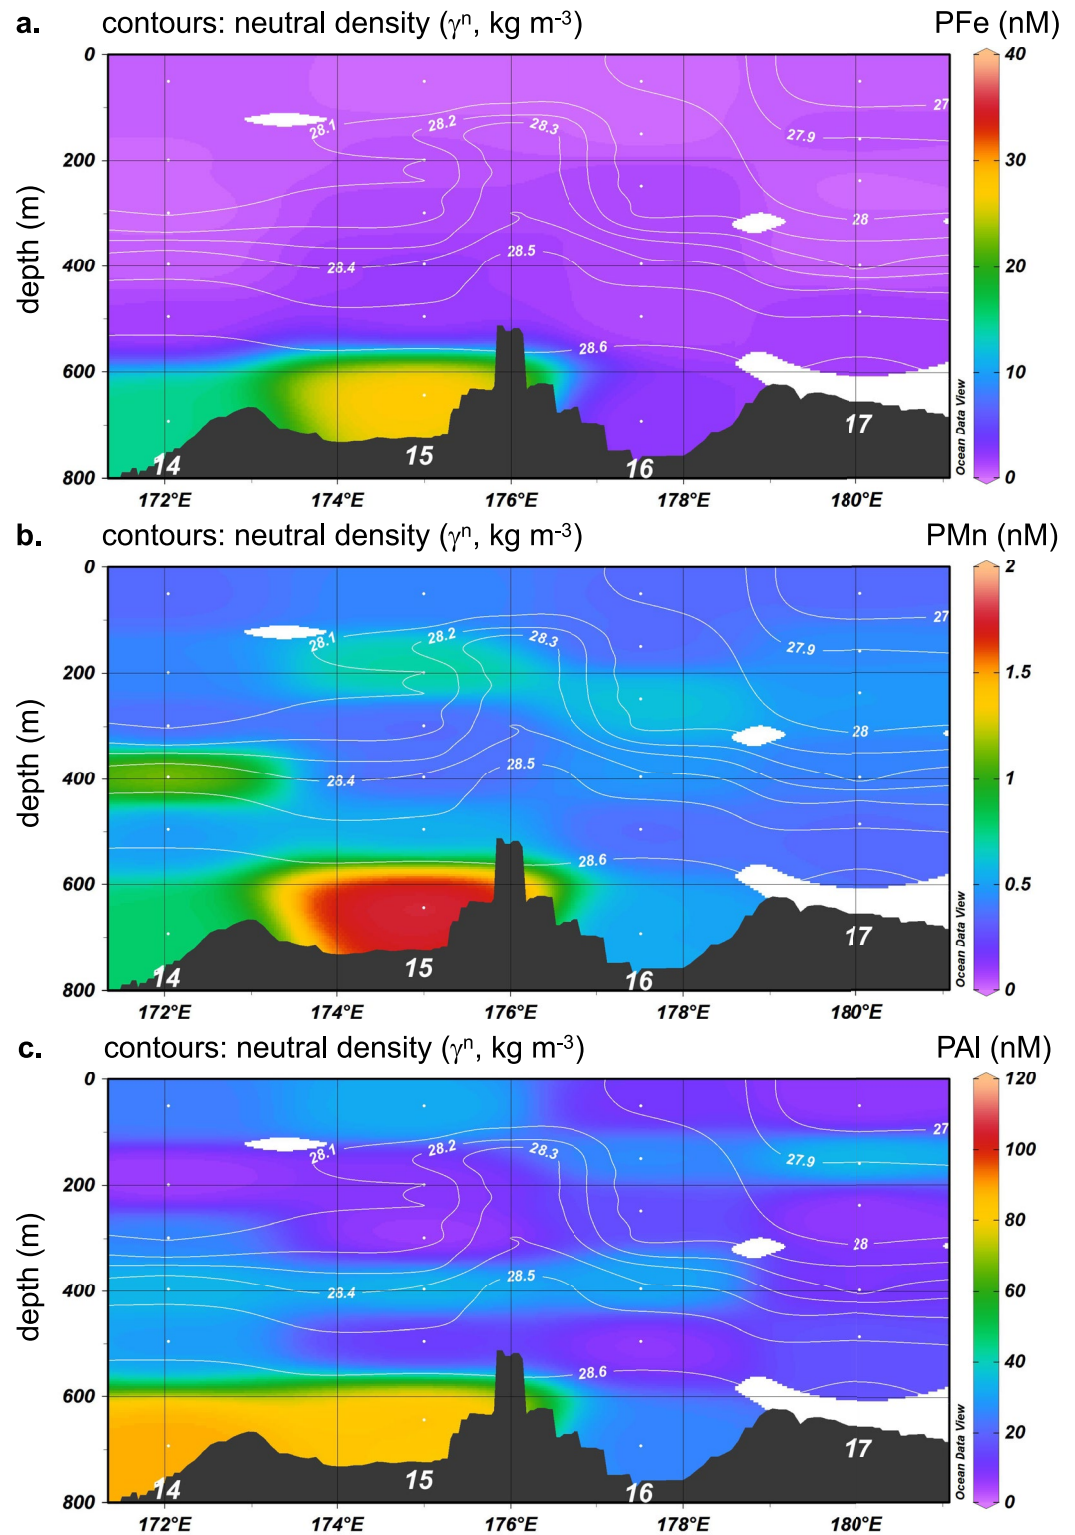 a. contours: neutral density (γⁿ, kg m⁻³) PFe (nM)
0
200
400
600
800
depth (m)
28.1
28.2
28.3
27.9
27
28
28.4
28.5
28.6
14
15
16
17
172°E
174°E
176°E
178°E
180°E
40
30
20
10
0
Ocean Data View
b. contours: neutral density (γⁿ, kg m⁻³) PMn (nM)
0
200
400
600
800
depth (m)
28.1
28.2
28.3
27.9
27
28
28.4
28.5
28.6
14
15
16
17
172°E
174°E
176°E
178°E
180°E
2
1.5
1
0.5
0
Ocean Data View
c. contours: neutral density (γⁿ, kg m⁻³) PAl (nM)
0
200
400
600
800
depth (m)
28.1
28.2
28.3
27.9
27
28
28.4
28.5
28.6
14
15
16
17
172°E
174°E
176°E
178°E
180°E
120
100
80
60
40
20
0
Ocean Data View